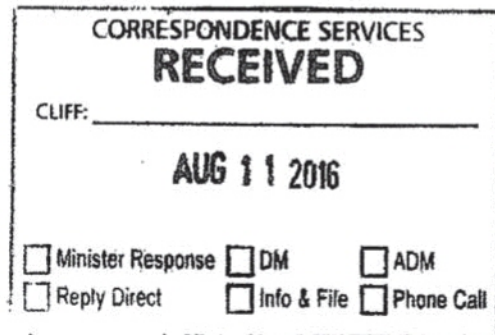 CORRESPONDENCE SERVICES
RECEIVED
CLIFF:
AUG 11 2016
Minister Response DM ADM
Reply Direct Info & File Phone Call